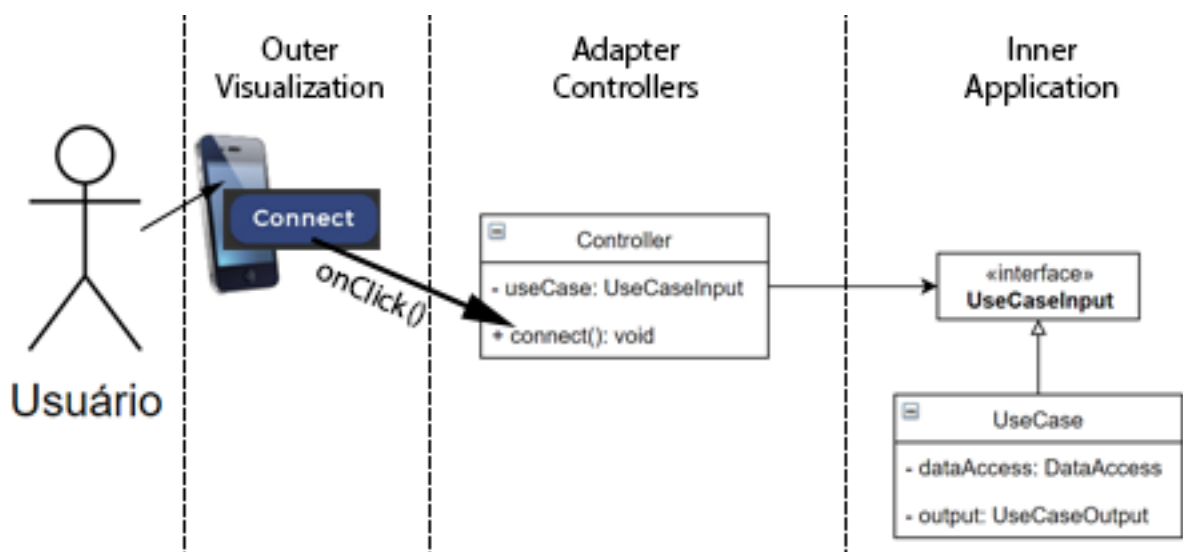 Outer
Visualization
Adapter
Controllers
Inner
Application
Usuário
Connect
onClick()
Controller
- useCase: UseCaseInput
+ connect(): void
«interface»
UseCaseInput
UseCase
- dataAccess: DataAccess
- output: UseCaseOutput